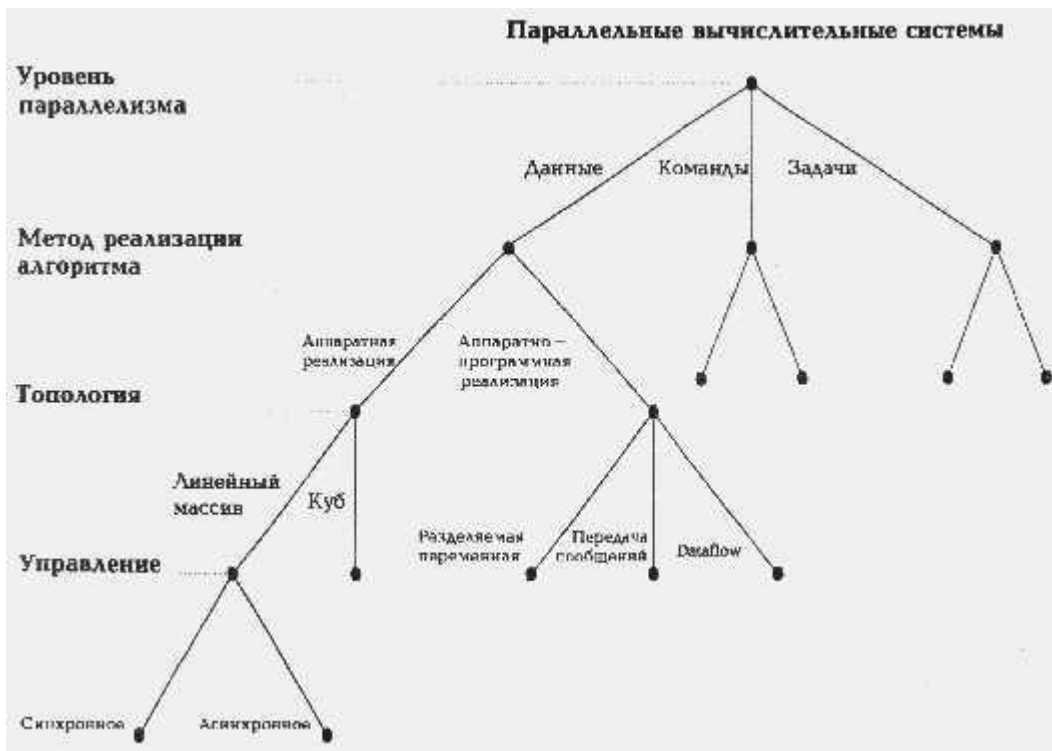 Параллельные вычислительные системы
Уровень
параллелизма
Данные
Команды
Задачи
Метод реализации
алгоритма
Аппаратная
реализация
Аппаратно –
программная
реализация
Топология
Линейный
массив
Куб
Разделяемая
переменная
Передача
сообщений
Dataflow
Управление
Синхронное
Асинхронное